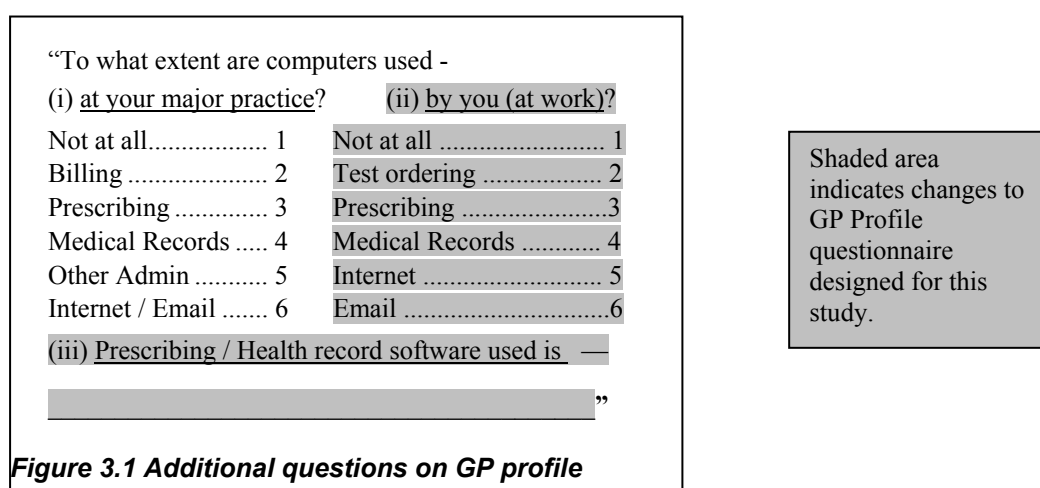 “To what extent are computers used -
(i) at your major practice? (ii) by you (at work)?
Not at all.................. 1 Not at all ......................... 1
Billing ..................... 2 Test ordering .................. 2
Prescribing .............. 3 Prescribing ......................3
Medical Records ..... 4 Medical Records ............ 4
Other Admin ........... 5 Internet ........................... 5
Internet / Email ....... 6 Email ...............................6
(iii) Prescribing / Health record software used is —
__________________________________________”
Figure 3.1 Additional questions on GP profile
Shaded area
indicates changes to
GP Profile
questionnaire
designed for this
study.